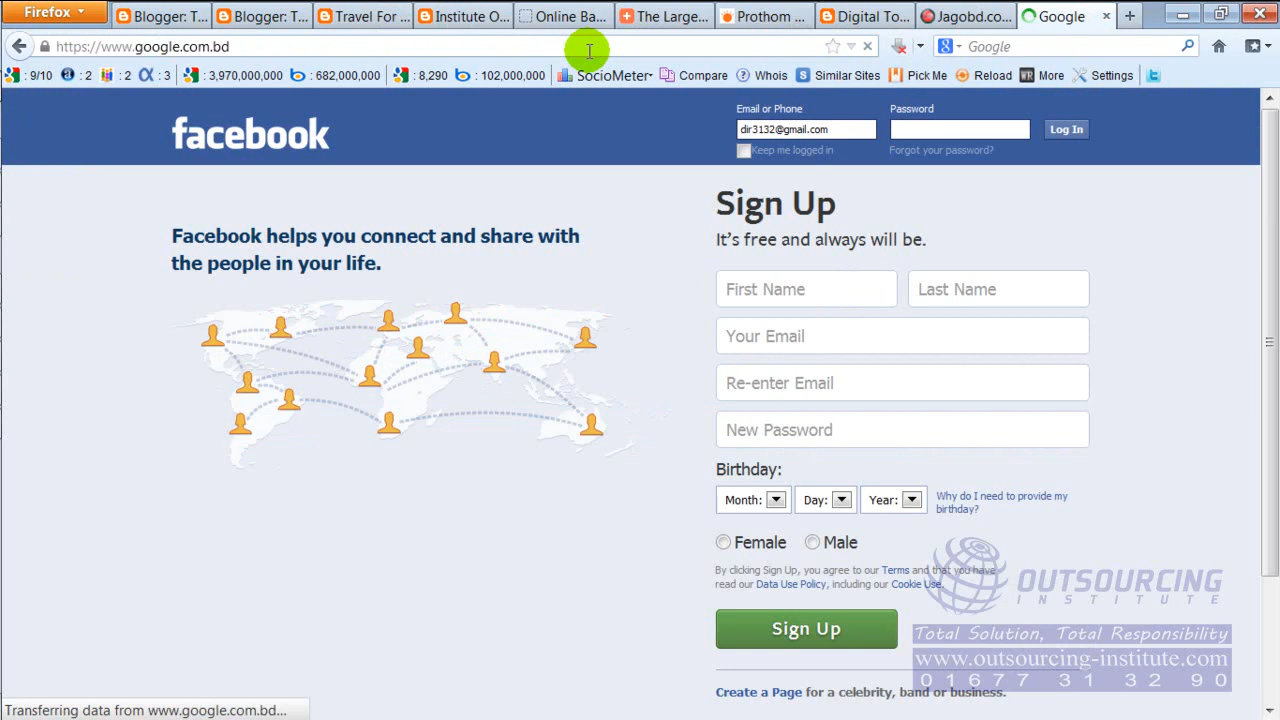 Firefox
Blogger: T...
Blogger: T...
Travel For ...
Institute O...
Online Ba...
The Large...
Prothom ...
Digital To...
Jagobd.co...
Google
https://www.google.com.bd
Google
: 9/10
: 2
: 2
: 3
: 3,970,000,000
: 682,000,000
: 8,290
: 102,000,000
SocioMeter
Compare
Whois
Similar Sites
Pick Me
Reload
More
Settings
facebook
Email or Phone
Password
dir3132@gmail.com
Log In
Keep me logged in
Forgot your password?
Facebook helps you connect and share with
the people in your life.
Sign Up
It's free and always will be.
First Name
Last Name
Your Email
Re-enter Email
New Password
Birthday:
Month:
Day:
Year:
Why do I need to provide my
birthday?
Female
Male
By clicking Sign Up, you agree to our Terms and that you have
read our Data Use Policy, including our Cookie Use.
Sign Up
OUTSOURCING
INSTITUTE
Total Solution, Total Responsibility
www.outsourcing-institute.com
01677 31 32 90
Create a Page for a celebrity, band or business.
Transferring data from www.google.com.bd...